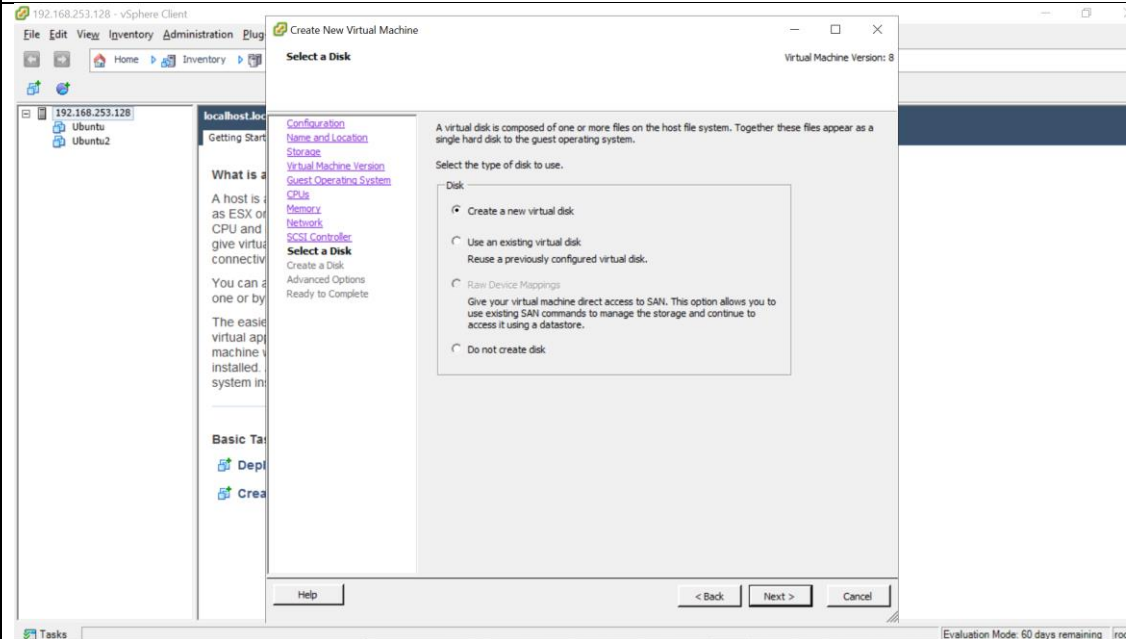 192.168.253.128 - vSphere Client
File Edit View Inventory Administration Plug
Home Inventory
192.168.253.128
Ubuntu
Ubuntu2
localhost.loc
Getting Start
What is a
A host is a
as ESX or
CPU and
give virtua
connectiv
You can a
one or by
The easie
virtual app
machine v
installed.
system ins
Basic Tas
Depl
Crea
Create New Virtual Machine
Select a Disk
Virtual Machine Version: 8
Configuration
Name and Location
Storage
Virtual Machine Version
Guest Operating System
CPUs
Memory
Network
SCSI Controller
Select a Disk
Create a Disk
Advanced Options
Ready to Complete
A virtual disk is composed of one or more files on the host file system. Together these files appear as a
single hard disk to the guest operating system.
Select the type of disk to use.
Disk
Create a new virtual disk
Use an existing virtual disk
Reuse a previously configured virtual disk.
Raw Device Mappings
Give your virtual machine direct access to SAN. This option allows you to
use existing SAN commands to manage the storage and continue to
access it using a datastore.
Do not create disk
Help
< Back
Next >
Cancel
Tasks
Evaluation Mode: 60 days remaining